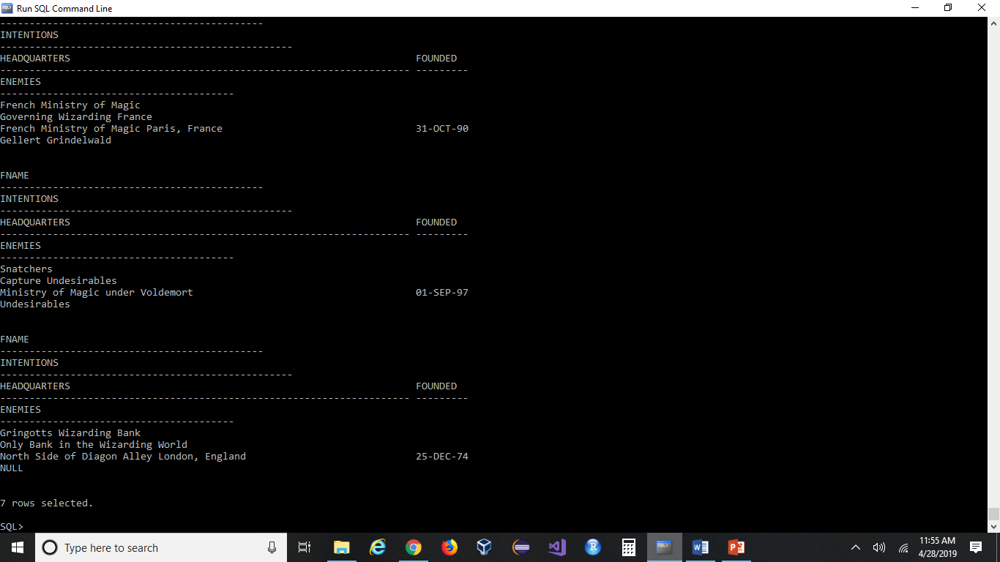 Run SQL Command Line
---------------------------------------------
INTENTIONS
--------------------------------------------------
HEADQUARTERS FOUNDED
---------------------------------------------------------------------- ---------
ENEMIES
----------------------------------------
French Ministry of Magic
Governing Wizarding France
French Ministry of Magic Paris, France 31-OCT-90
Gellert Grindelwald
FNAME
---------------------------------------------
INTENTIONS
--------------------------------------------------
HEADQUARTERS FOUNDED
---------------------------------------------------------------------- ---------
ENEMIES
----------------------------------------
Snatchers
Capture Undesirables
Ministry of Magic under Voldemort 01-SEP-97
Undesirables
FNAME
---------------------------------------------
INTENTIONS
--------------------------------------------------
HEADQUARTERS FOUNDED
---------------------------------------------------------------------- ---------
ENEMIES
----------------------------------------
Gringotts Wizarding Bank
Only Bank in the Wizarding World
North Side of Diagon Alley London, England 25-DEC-74
NULL
7 rows selected.
SQL>
Type here to search
11:55 AM
4/28/2019